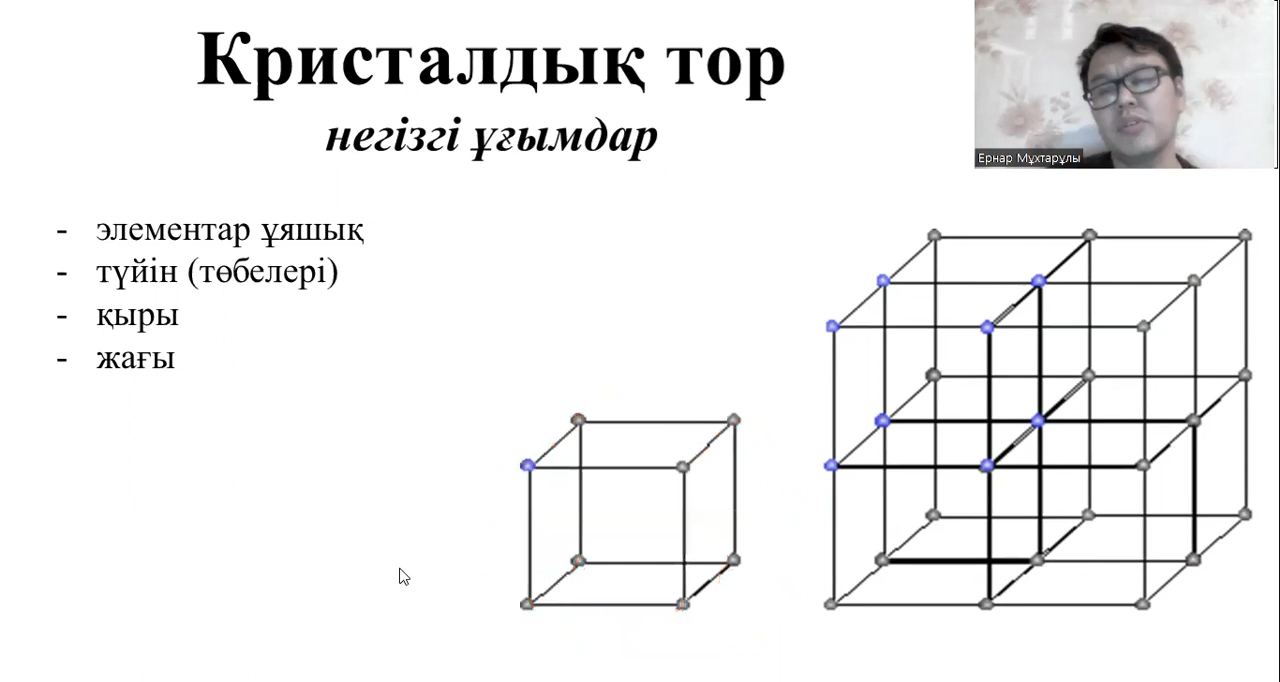 Кристалдық тор
негізгі ұғымдар
Ернар Мұхтарұлы
- элементар ұяшық
- түйін (төбелері)
- қыры
- жағы